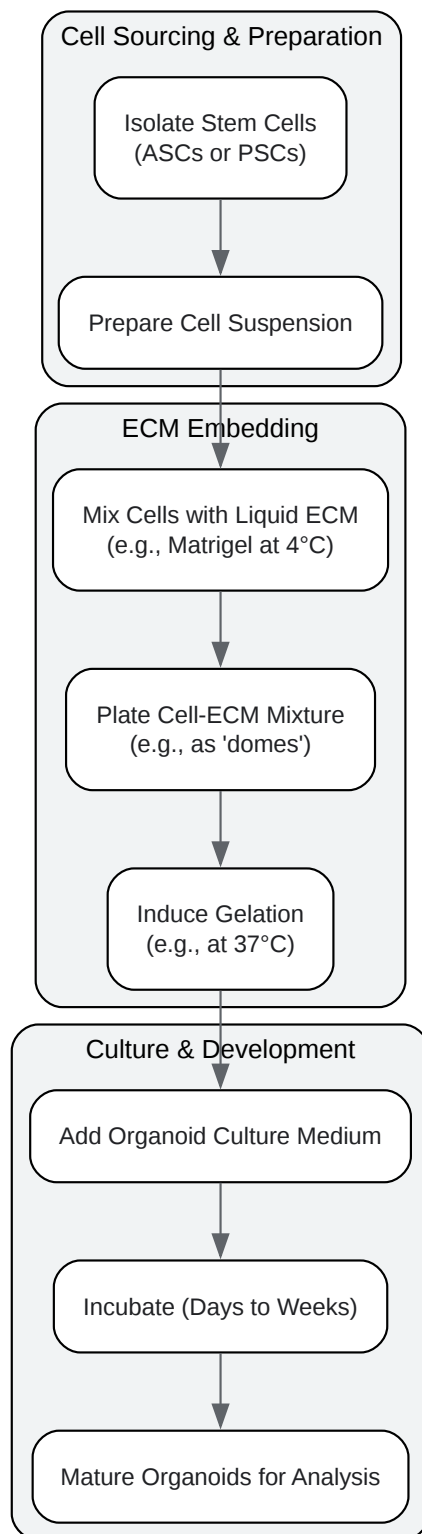 Cell Sourcing & Preparation
Isolate Stem Cells
(ASCs or PSCs)
Prepare Cell Suspension
ECM Embedding
Mix Cells with Liquid ECM
(e.g., Matrigel at 4°C)
Plate Cell-ECM Mixture
(e.g., as 'domes')
Induce Gelation
(e.g., at 37°C)
Culture & Development
Add Organoid Culture Medium
Incubate (Days to Weeks)
Mature Organoids for Analysis